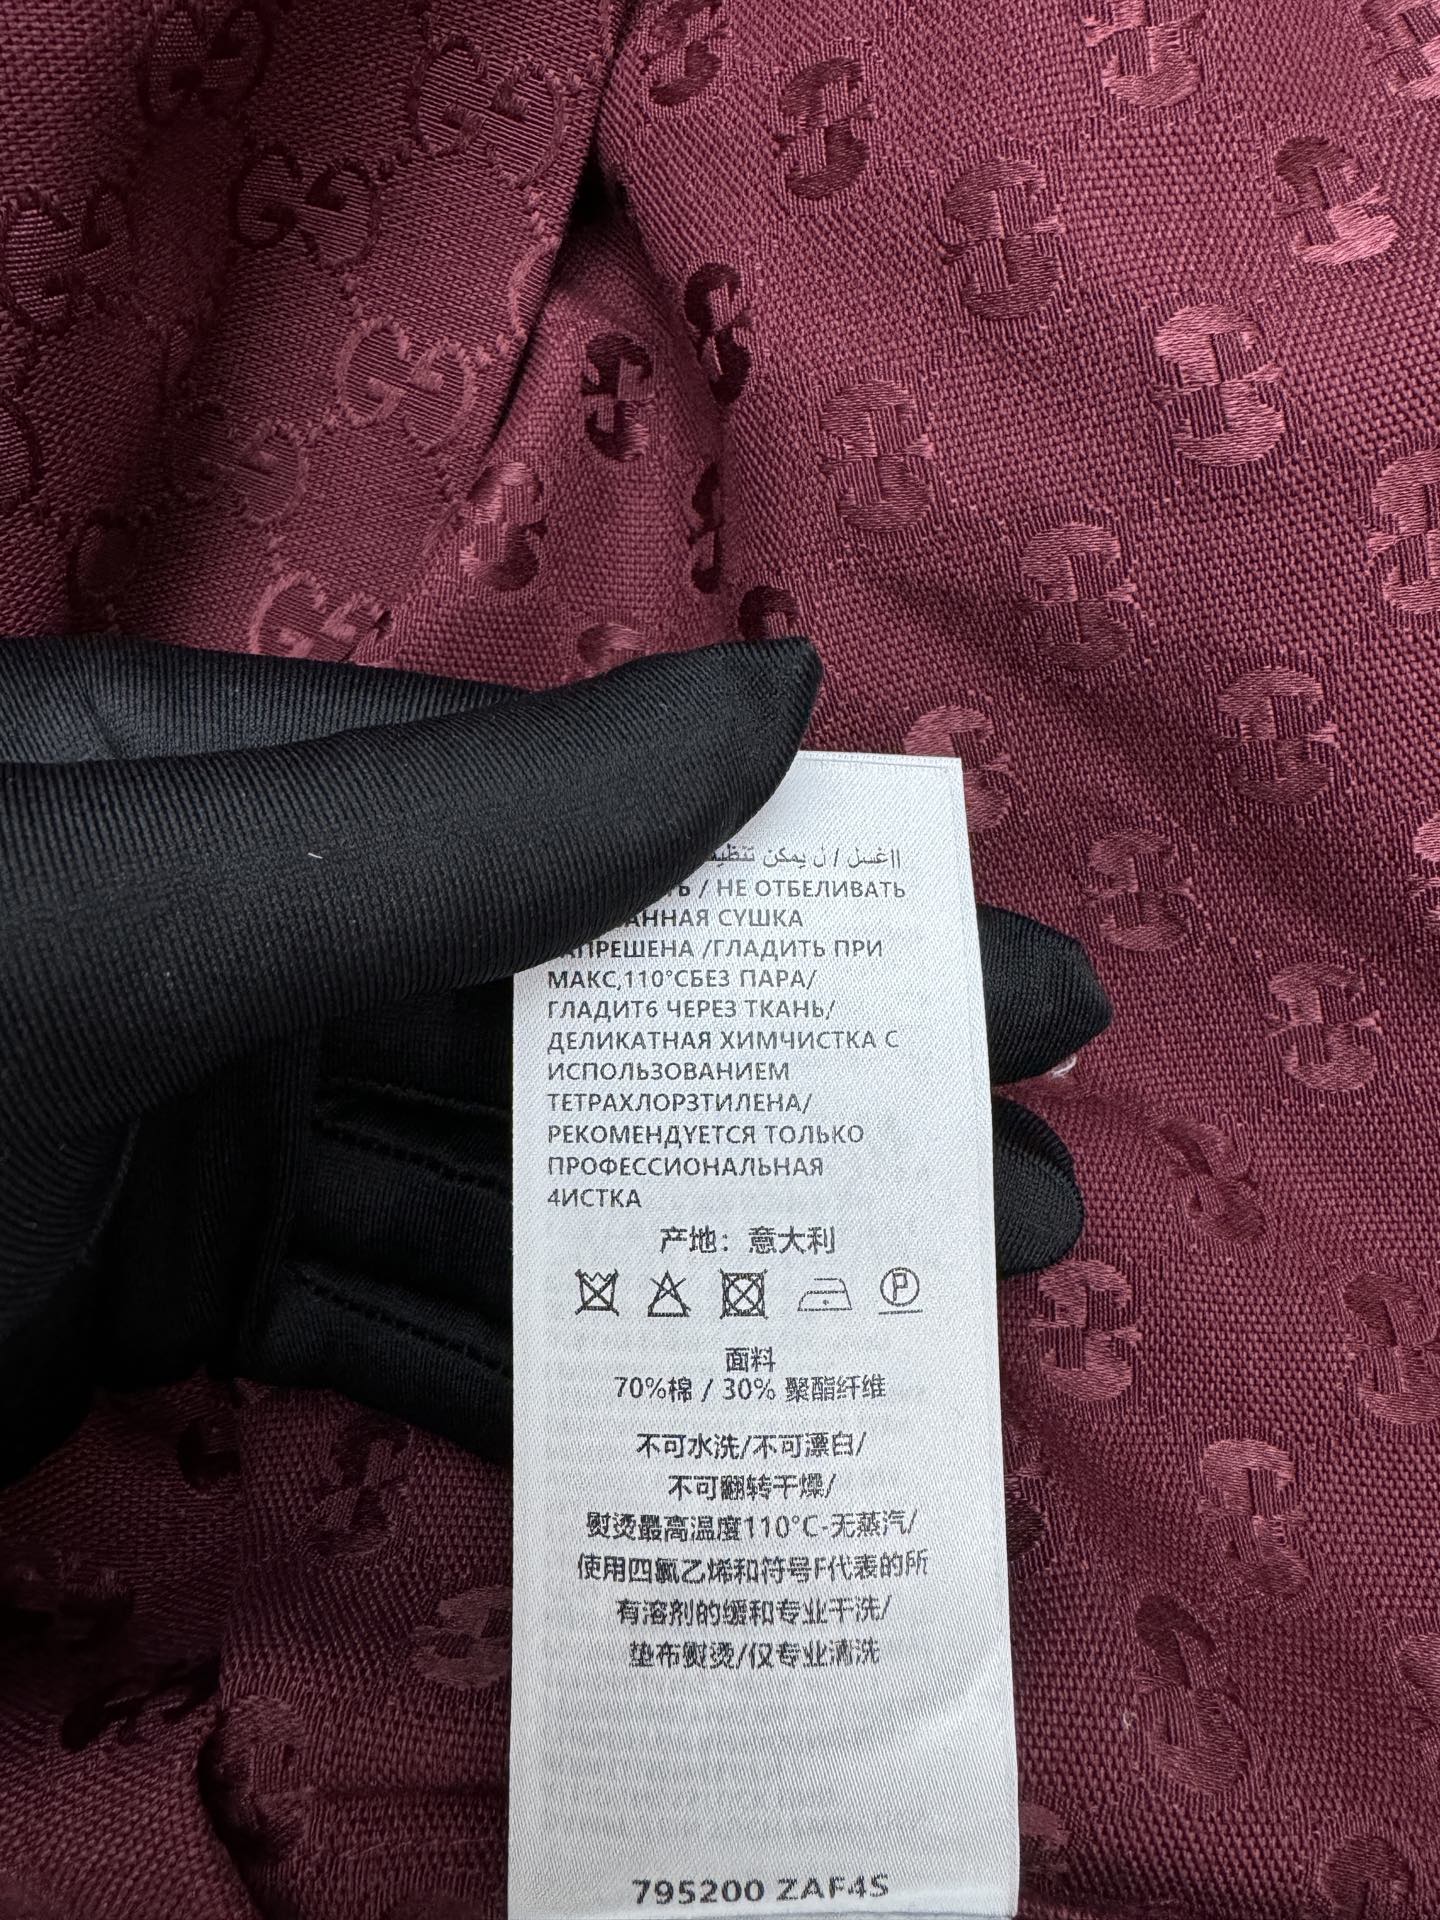 اغسل / ل يمكن
/ НЕ ОТБЕЛИВАТЬ
СУШКА
/ГЛАДИТЬ ПРИ
МАКС,110°СБЕЗ ПАРА/
ГЛАДИТ6 ЧЕРЕЗ ТКАНЬ/
ДЕЛИКАТНАЯ ХИМЧИСТКА С
ИСПОЛЬЗОВАНИЕМ
ТЕТРАХЛОРЗТИЛЕНА/
РЕКОМЕНДУЕТСЯ ТОЛЬКО
ПРОФЕССИОНАЛЬНАЯ
4ИСТКА
产地：意大利
P
面料
70%棉 / 30% 聚酯纤维
不可水洗/不可漂白/
不可翻转干燥/
熨烫最高温度110°C-无蒸汽/
使用四氯乙烯和符号F代表的所
有溶剂的缓和专业干洗/
垫布熨烫/仅专业清洗
795200 ZAF4S